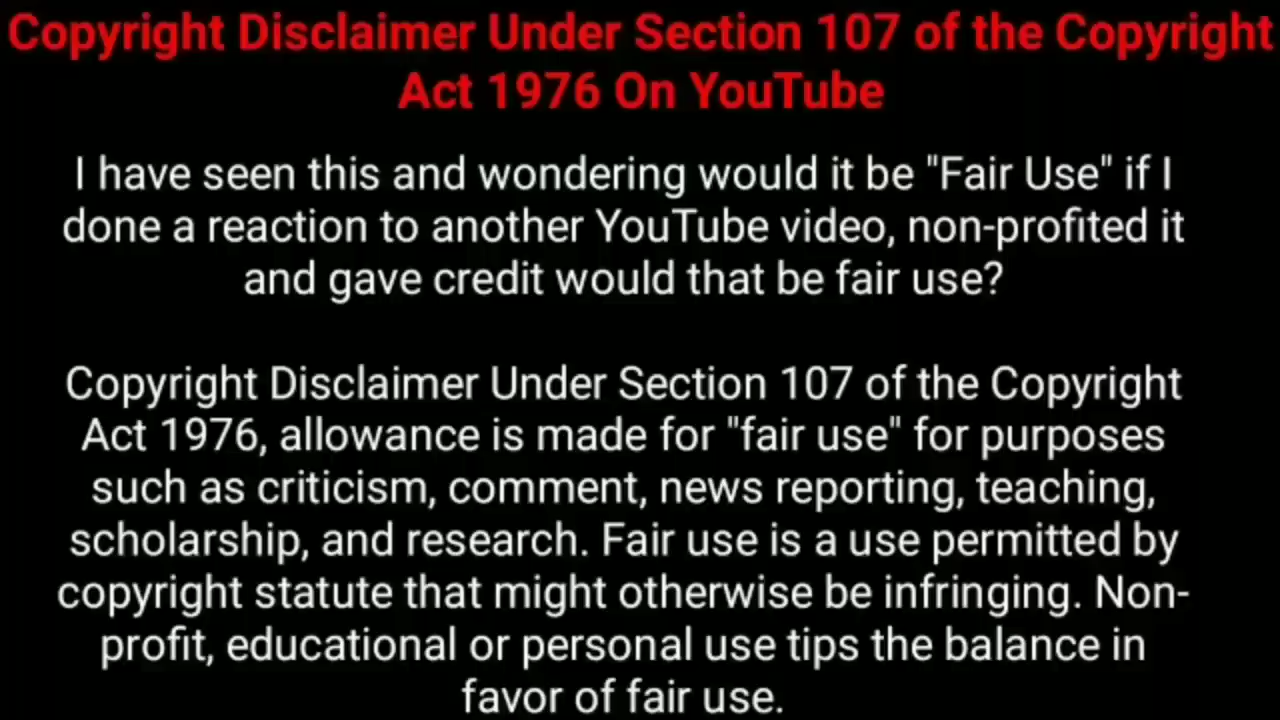 Copyright Disclaimer Under Section 107 of the Copyright
Act 1976 On YouTube
I have seen this and wondering would it be "Fair Use" if I
done a reaction to another YouTube video, non-profited it
and gave credit would that be fair use?
Copyright Disclaimer Under Section 107 of the Copyright
Act 1976, allowance is made for "fair use" for purposes
such as criticism, comment, news reporting, teaching,
scholarship, and research. Fair use is a use permitted by
copyright statute that might otherwise be infringing. Non-
profit, educational or personal use tips the balance in
favor of fair use.